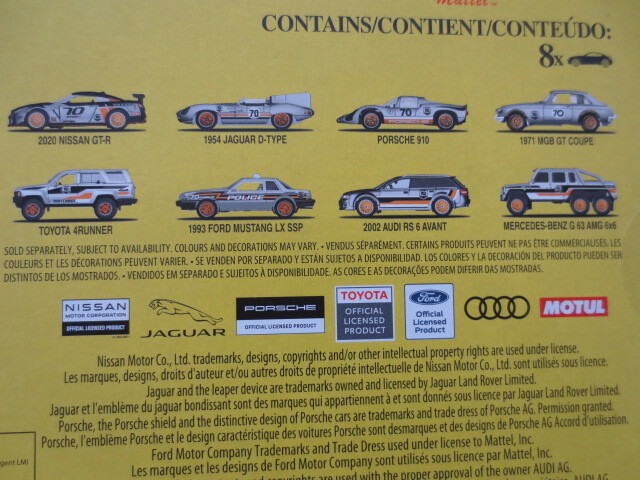 Mattel™
CONTAINS/CONTIENT/CONTEÚDO:
8x
70
70
70
70
2020 NISSAN GT-R
1954 JAGUAR D-TYPE
PORSCHE 910
1971 MGB GT COUPE
POLICE
TOYOTA 4RUNNER
1993 FORD MUSTANG LX SSP
2002 AUDI RS 6 AVANT
MERCEDES-BENZ G 63 AMG 6x6
SOLD SEPARATELY, SUBJECT TO AVAILABILITY. COLOURS AND DECORATIONS MAY VARY. • VENDUS SÉPARÉMENT. CERTAINS PRODUITS PEUVENT NE PAS ÊTRE COMMERCIALISES. LES
COULEURS ET LES DÉCORATIONS PEUVENT VARIER. • SE VENDEN POR SEPARADO Y ESTÁN SUJETOS A DISPONIBILIDAD. LOS COLORES Y LA DECORACIÓN DEL PRODUCTO PUEDEN SER
DISTINTOS DE LOS MOSTRADOS. • VENDIDOS EM SEPARADO E SUJEITOS À DISPONIBILIDADE. AS CORES E AS DECORAÇÕES PODEM DIFERIR DAS MOSTRADAS.
NISSAN
MOTOR CORPORATION
OFFICIAL LICENSED PRODUCT
JAGUAR
PORSCHE
OFFICIAL LICENSED PRODUCT
TOYOTA
OFFICIAL
LICENSED
PRODUCT
Ford
Official
Licensed
Product
MOTUL
Nissan Motor Co., Ltd. trademarks, designs, copyrights and/or other intellectual property rights are used under license.
Les marques, designs, droits d'auteur et/ou autres droits de propriété intellectuelle de Nissan Motor Co., Ltd. sont utilisés sous licence.
Jaguar and the leaper device are trademarks owned and licensed by Jaguar Land Rover Limited.
Jaguar et l'emblème du jaguar bondissant sont des marques qui appartiennent à et sont donnés sous licence par Jaguar Land Rover Limited.
Porsche, the Porsche shield and the distinctive design of Porsche cars are trademarks and trade dress of Porsche AG. Permission granted.
Porsche, l'emblème Porsche et le design caractéristique des voitures Porsche sont desmarques et des designs de Porsche AG Accord d'utilisation.
Ford Motor Company Trademarks and Trade Dress used under license to Mattel, Inc.
Les marques et les designs de Ford Motor Company sont utilisés sous licence par Mattel, Inc.
and copyrights are used with the proper approval of the owner AUDI AG.
gent LM)